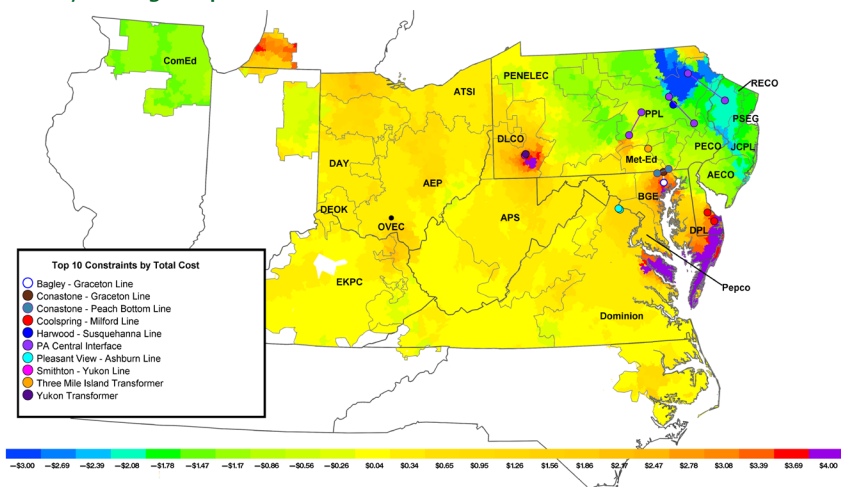 ComEd
ATSI
PENELEC
RECO
PPL
PSEG
DLCO
PECO
JCPL
Met-Ed
DAY
AEP
AECO
BGE
DEOK
OVEC
APS
DPL
EKPC
Pepco
Dominion
Top 10 Constraints by Total Cost
Bagley - Graceton Line
Conastone - Graceton Line
Conastone - Peach Bottom Line
Coolspring - Milford Line
Harwood - Susquehanna Line
PA Central Interface
Pleasant View - Ashburn Line
Smithton - Yukon Line
Three Mile Island Transformer
Yukon Transformer
–$3.00 –$2.69 –$2.39 –$2.08 –$1.78 –$1.47 –$1.17 –$0.86 –$0.56 –$0.26 $0.04 $0.34 $0.65 $0.95 $1.26 $1.56 $1.86 $2.17 $2.47 $2.78 $3.08 $3.39 $3.69 $4.00